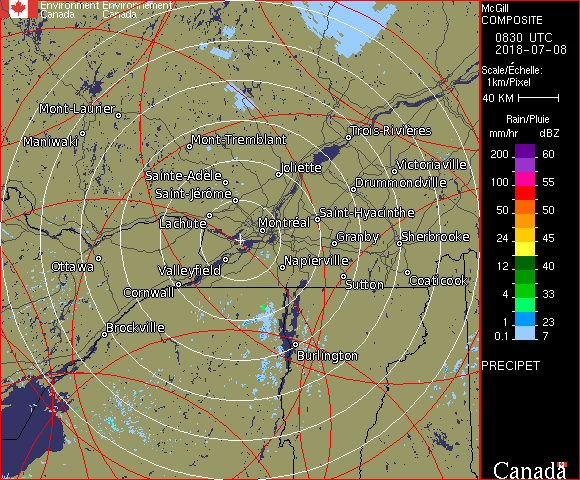 Environment Environnement
Canada Canada
McGill
COMPOSITE
0830 UTC
2018-07-08
Scale/Échelle:
1km/Pixel
40 KM
Rain/Pluie
mm/hr dBZ
200 60
100 55
50 50
24 45
12 40
4 33
1 23
0.1 7
PRECIPET
Canada
Mont-Laurier
Maniwaki
Mont-Tremblant
Trois-Rivières
Joliette
Victoriaville
Sainte-Adèle
Drummondville
Saint-Jérôme
Lachute
Saint-Hyacinthe
Montréal
Granby
Sherbrooke
Ottawa
Valleyfield
Napierville
Cornwall
Sutton
Coaticook
Brockville
Burlington